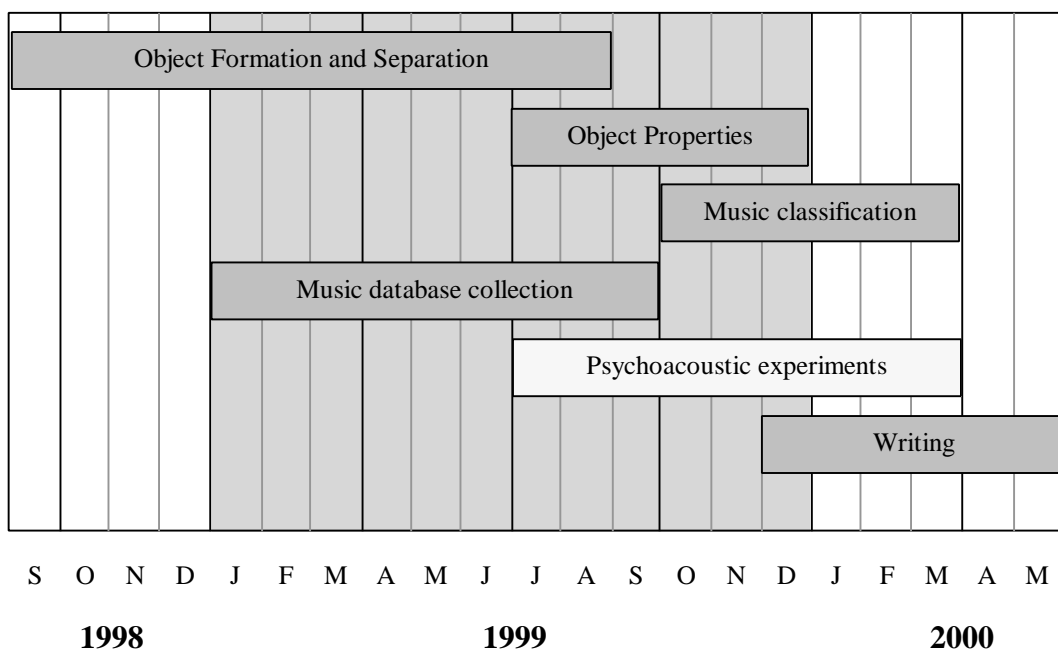 Object Formation and Separation
Object Properties
Music classification
Music database collection
Psychoacoustic experiments
Writing
S O N D J F M A M J J A S O N D J F M A M
1998 1999 2000